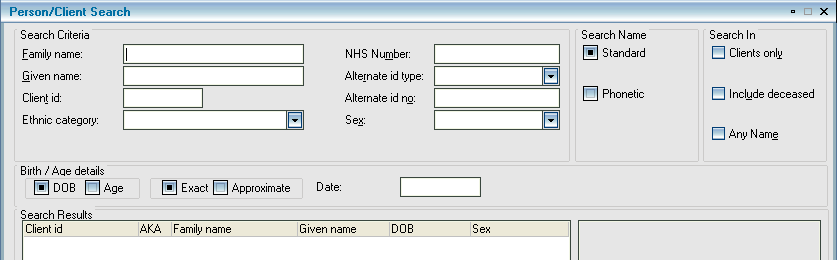 Person/Client Search
Search Criteria
Family name:
NHS Number:
Given name:
Alternate id type:
Client id:
Alternate id no:
Ethnic category:
Sex:
Search Name
Standard
Phonetic
Search In
Clients only
Include deceased
Any Name
Birth / Age details
DOB Age Exact Approximate Date:
Search Results
Client id AKA Family name Given name DOB Sex